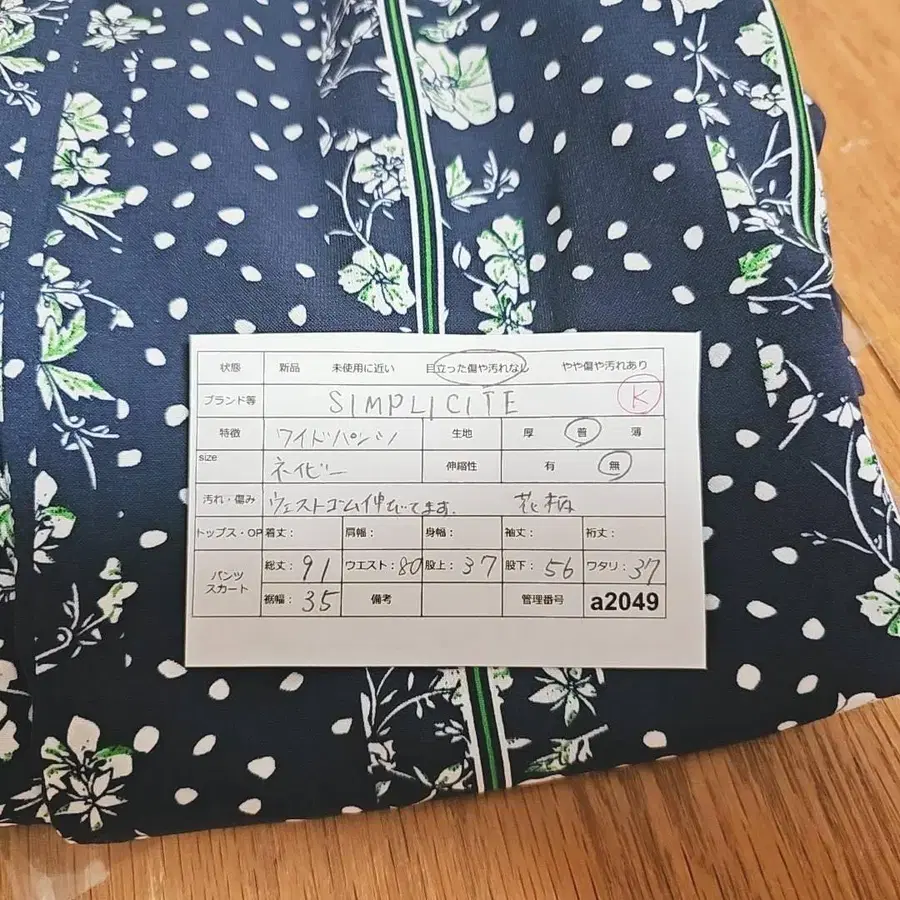 状態 新品 未使用に近い 目立った傷や汚れなし やや傷や汚れあり
ブランド等 SIMPLICITE K
特徴 ワイドパンツ 生地 厚 普 薄
size ネイビー 伸縮性 有 無
汚れ・傷み ウェストゴム伸びてます. 花柄
トップス・OP 着丈: 肩幅: 身幅: 袖丈: 裄丈:
パンツ スカート 総丈: 91 ウエスト: 80 股上: 37 股下: 56 ワタリ: 37
裾幅: 35 備考 管理番号 a2049